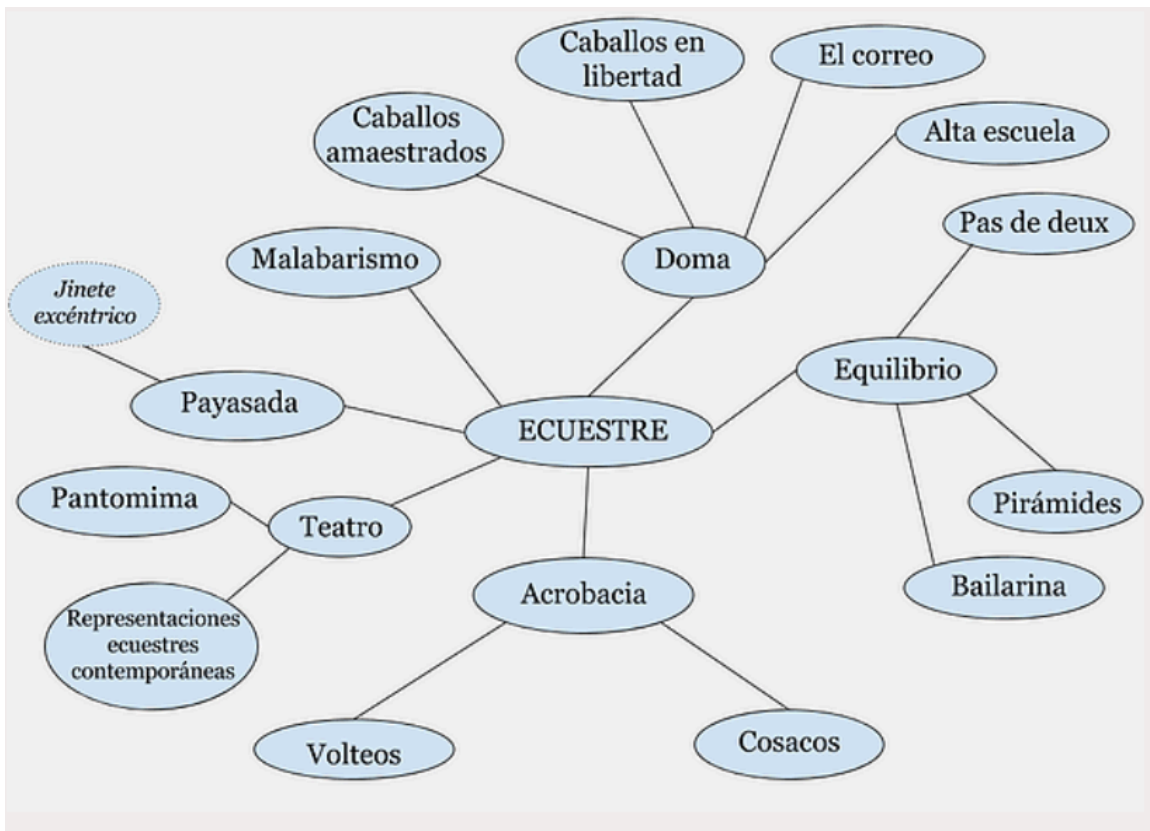 Caballos en
libertad
El correo
Caballos
amaestrados
Alta escuela
Pas de deux
Malabarismo
Doma
Jinete
excéntrico
Equilibrio
Payasada
ECUESTRE
Pantomima
Teatro
Pirámides
Acrobacia
Bailarina
Representaciones
ecuestres
contemporáneas
Volteos
Cosacos